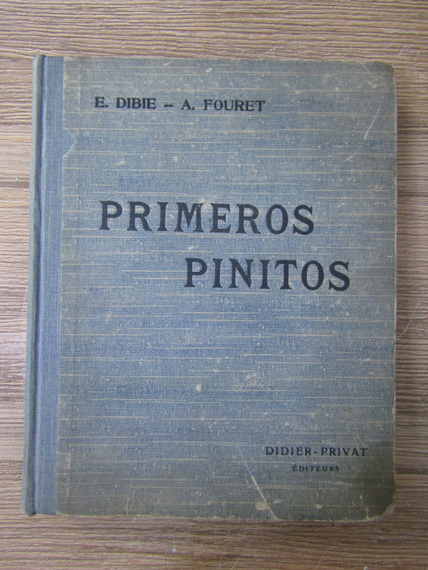 E. DIBIE — A. FOURET
PRIMEROS
PINITOS
DIDIER-PRIVAT
ÉDITEURS